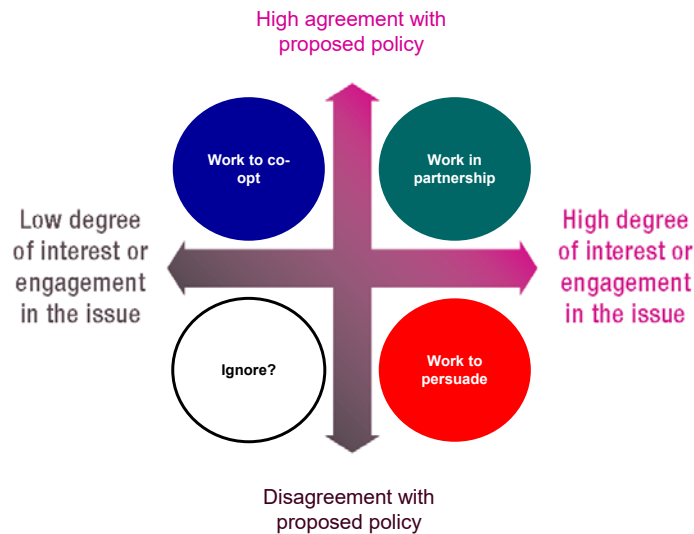 High agreement with
proposed policy
Work to co-
opt
Work in
partnership
Low degree
of interest or
engagement
in the issue
High degree
of interest or
engagement
in the issue
Ignore?
Work to
persuade
Disagreement with
proposed policy